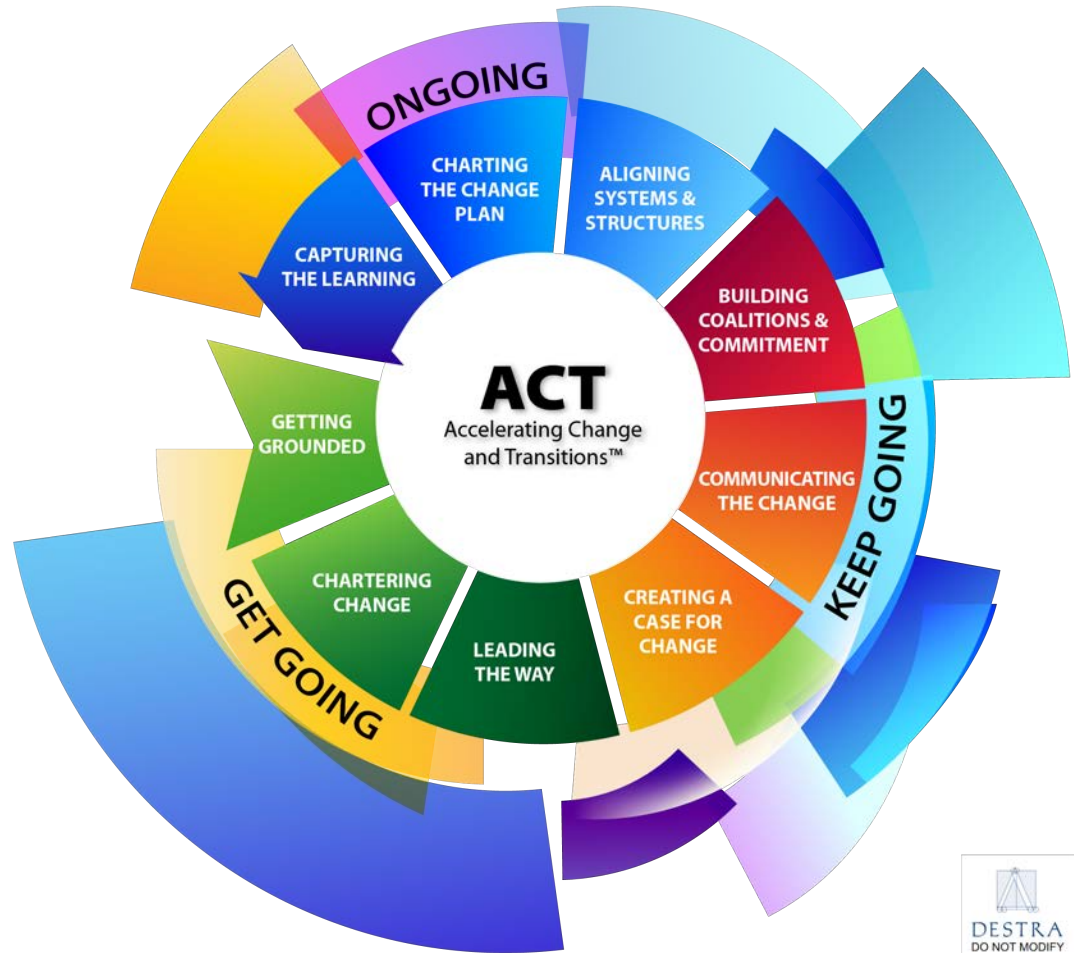 ACT
Accelerating Change
and Transitions™
GET GOING
GETTING
GROUNDED
CHARTERING
CHANGE
LEADING
THE WAY
KEEP GOING
CREATING A
CASE FOR
CHANGE
COMMUNICATING
THE CHANGE
BUILDING
COALITIONS &
COMMITMENT
ONGOING
ALIGNING
SYSTEMS &
STRUCTURES
CHARTING
THE CHANGE
PLAN
CAPTURING
THE LEARNING
DESTRA
DO NOT MODIFY